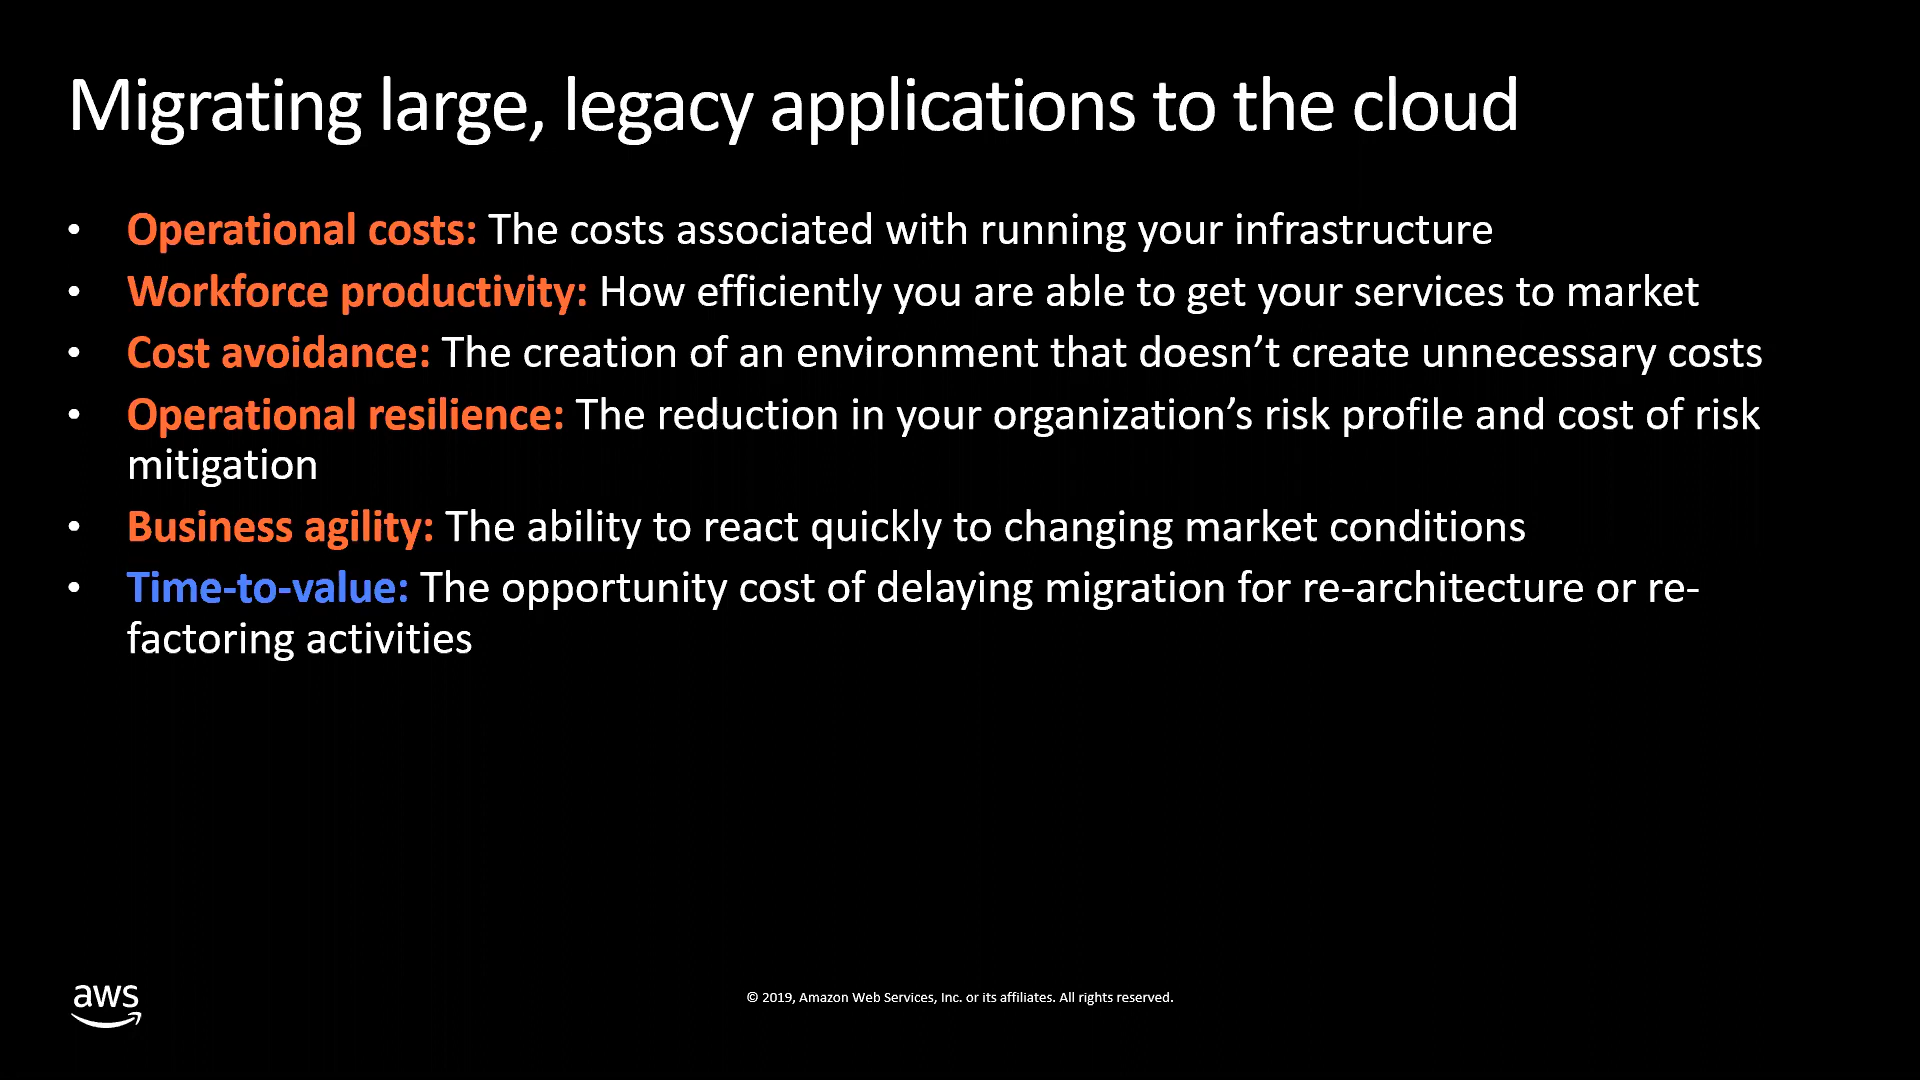 Migrating large, legacy applications to the cloud
• Operational costs: The costs associated with running your infrastructure
• Workforce productivity: How efficiently you are able to get your services to market
• Cost avoidance: The creation of an environment that doesn’t create unnecessary costs
• Operational resilience: The reduction in your organization’s risk profile and cost of risk
mitigation
• Business agility: The ability to react quickly to changing market conditions
• Time-to-value: The opportunity cost of delaying migration for re-architecture or re-
factoring activities
aws
© 2019, Amazon Web Services, Inc. or its affiliates. All rights reserved.